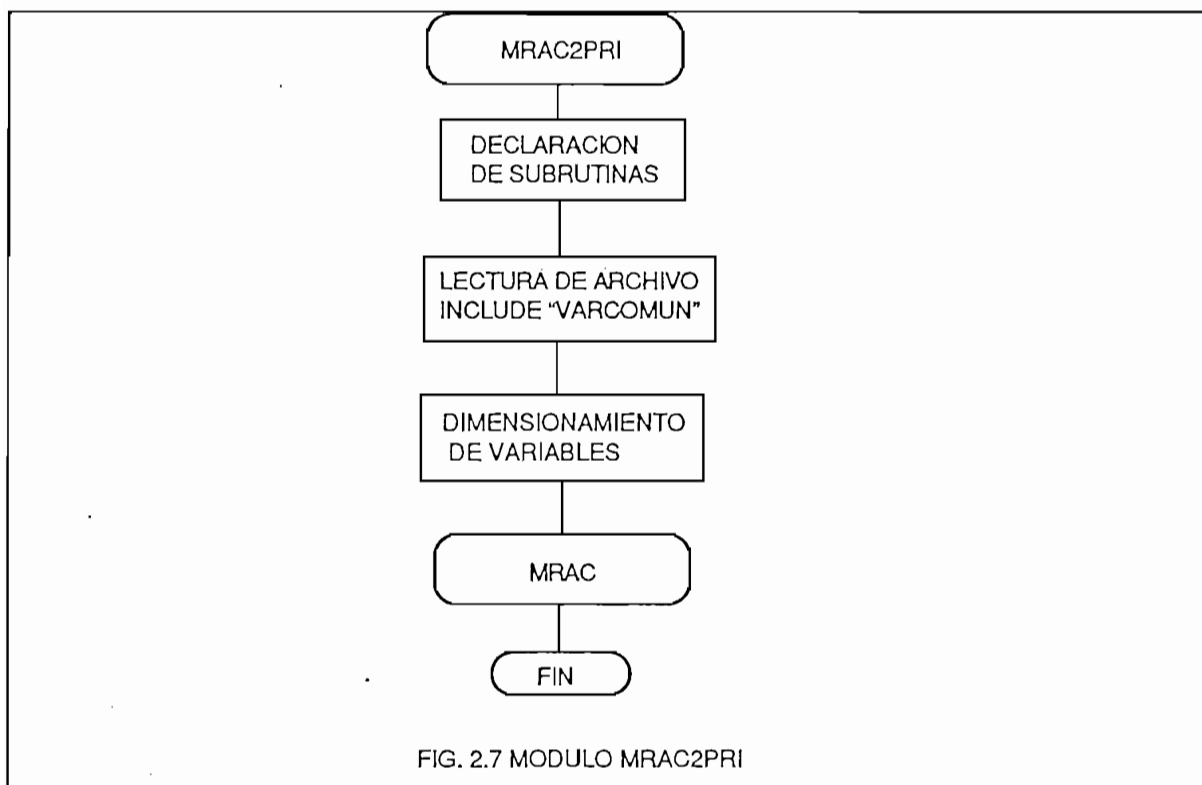 MRAC2PRI
DECLARACION
DE SUBRUTINAS
LECTURA DE ARCHIVO
INCLUDE "VARCOMUN"
DIMENSIONAMIENTO
DE VARIABLES
MRAC
FIN
FIG. 2.7 MODULO MRAC2PRI